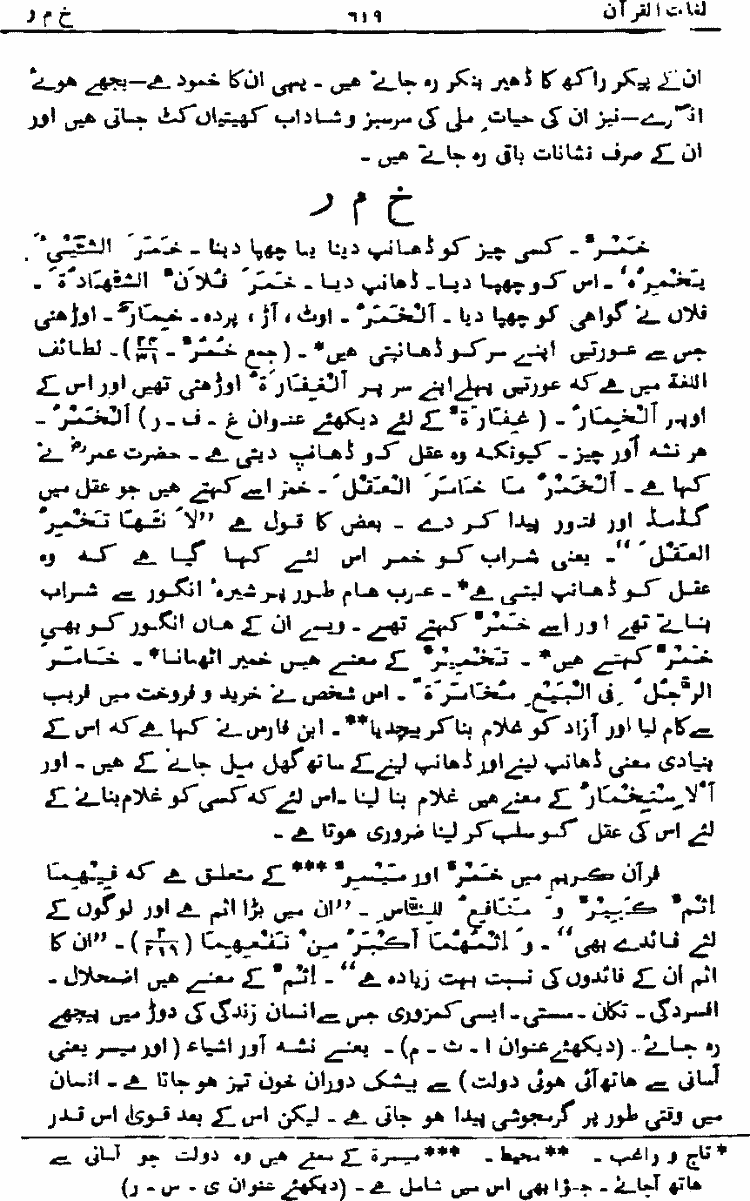 لغات القرآن ٦١٩ خ م ر
ان کے پیکر راکھ کا ڈھیر بنکر رہ جاتے ہیں ۔ یہی ان کا خمود ہے—بجھے ہوئے
انگارے—نیز ان کی حیات ملی کی سرسبز و شاداب کھیتیاں کٹ جاتی ہیں اور
ان کے صرف نشانات باقی رہ جاتے ہیں ۔
خ م ر
خَمْرٌ ۔ کسی چیز کو ڈھانپ دینا یا چھپا دینا ۔ خَمَرَ الشَّیْیَٔ
یَخْمِرُہٗ ۔ اس کو چھپا دیا ۔ ڈھانپ دیا ۔ خَمَرَ فُلَانٌ الشَّھَادَۃَ ۔
فلاں نے گواہی کو چھپا دیا ۔ اَلْخَمَرُ ۔ اوٹ ، آڑ ، پردہ ۔ خِمَارٌ ۔ اوڑھنی
جس سے عورتیں اپنے سر کو ڈھانپتی ہیں* ۔ (جمع خُمُرٌ ۔ ۲۴/۳۱) ۔ لطائف
اللغۃ میں ہے کہ عورتیں پہلے اپنے سر پر اَلْغِفَارَۃُ اوڑھتی تھیں اور اس کے
اوپر اَلْخِمَارُ ۔ (غِفَارَۃٌ کے لئے دیکھئے عنوان غ ۔ ف ۔ ر) اَلْخَمْرُ ۔
ہر نشہ آور چیز ۔ کیونکہ وہ عقل کو ڈھانپ دیتی ہے ۔ حضرت عمرؓ نے
کہا ہے ۔ اَلْخَمْرُ مَا خَامَرَ الْعَقْلَ ۔ خمر اسے کہتے ہیں جو عقل میں
گڈمڈ اور فتور پیدا کر دے ۔ بعض کا قول ہے ”لِاَنَّھَا تَخْمِرُ
الْعَقْلَ“ ۔ یعنی شراب کو خمر اس لئے کہا گیا ہے کہ وہ
عقل کو ڈھانپ لیتی ہے* ۔ عرب عام طور پر شیرۂ انگور سے شراب
بناتے تھے اور اسے خَمْرٌ کہتے تھے ۔ ویسے ان کے ہاں انگور کو بھی
خَمْرٌ کہتے ہیں* ۔ تَخْمِیْرٌ کے معنے ہیں خمیر اٹھانا* ۔ خَامَرَ
الرَّجُلُ فِی الْبَیْعِ مُخَامَرَۃً ۔ اس شخص نے خرید و فروخت میں فریب
سے کام لیا اور آزاد کو غلام بنا کر بیچدیا** ۔ ابن فارس نے کہا ہے کہ اس کے
بنیادی معنی ڈھانپ لینے اور ڈھانپ لینے کے ساتھ گھل میل جانے کے ہیں ۔ اور
اَلْاِسْتِخْمَارُ کے معنے ہیں غلام بنا لینا ۔ اس لئے کہ کسی کو غلام بنانے کے
لئے اس کی عقل کو سلب کر لینا ضروری ہوتا ہے ۔
قرآن کریم میں خَمْرٌ اور مَیْسِرٌ*** کے متعلق ہے کہ فِیْھِمَا
اِثْمٌ کَبِیْرٌ وَ مَنَافِعُ لِلنَّاسِ ۔ ”ان میں بڑا اثم ہے اور لوگوں کے
لئے فائدے بھی“ ۔ وَ اِثْمُھُمَا اَکْبَرُ مِنْ نَفْعِھِمَا (۲/۲۱۹) ۔ ”ان کا
اثم ان کے فائدوں کی نسبت بہت زیادہ ہے“ ۔ اِثْمٌ کے معنے ہیں اضمحلال ۔
افسردگی ۔ تکان ۔ سستی ۔ ایسی کمزوری جس سے انسان زندگی کی دوڑ میں پیچھے
رہ جائے ۔ (دیکھئے عنوان ا ۔ ث ۔ م) ۔ یعنے نشہ آور اشیاء (اور میسر یعنی
آسانی سے ہاتھ آئی ہوئی دولت) سے بیشک دوران خون تیز ہو جاتا ہے ۔ انسان
میں وقتی طور پر گرمجوشی پیدا ہو جاتی ہے ۔ لیکن اس کے بعد قویٰ اس قدر
*تاج و راغب ۔ **محیط ۔ ***میسرۃ کے معنے ہیں وہ دولت جو آسانی سے
ہاتھ آجائے ۔ جؤا بھی اس میں شامل ہے ۔ (دیکھئے عنوان ی ۔ س ۔ ر)